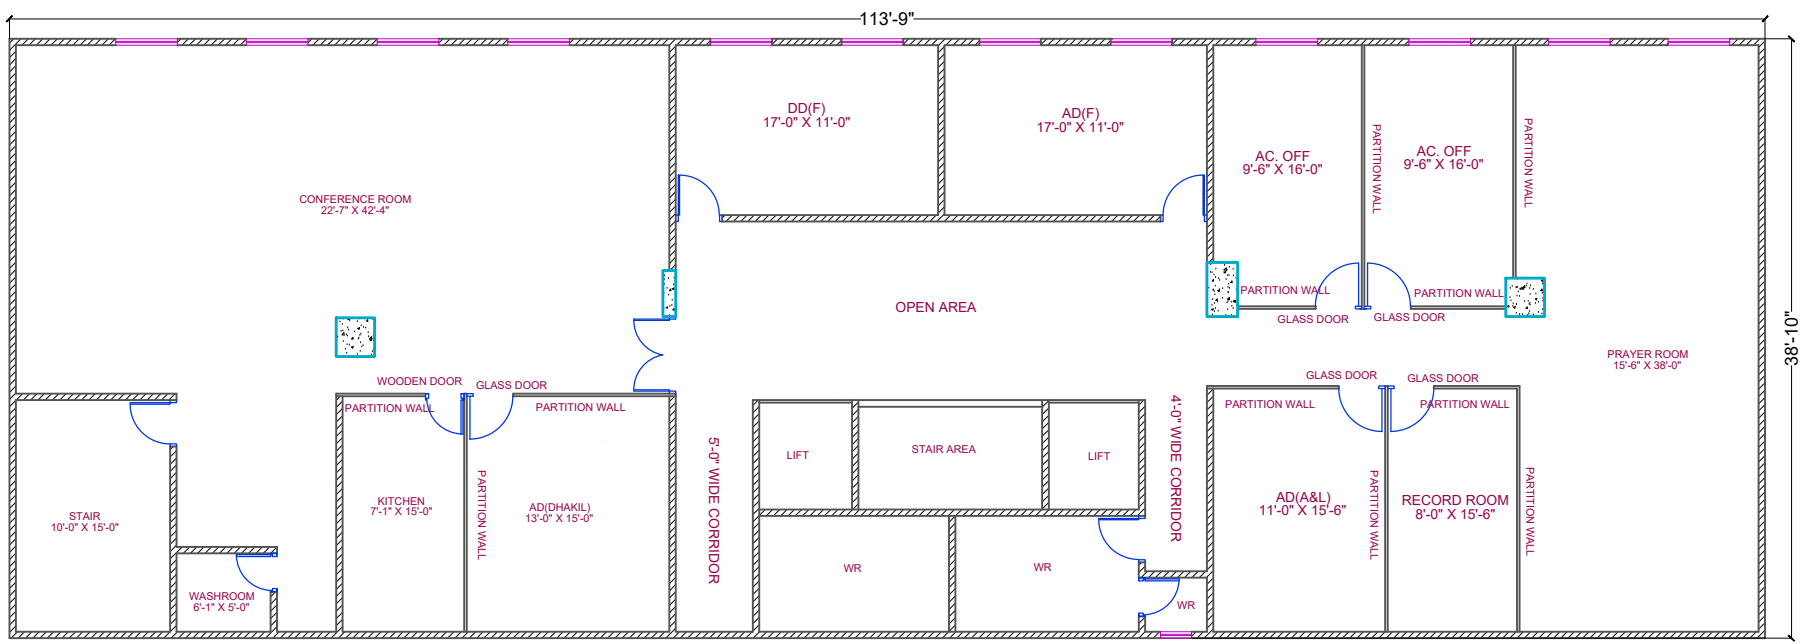 113'-9"
38'-10"
DD(F)
17'-0" X 11'-0"
AD(F)
17'-0" X 11'-0"
AC. OFF
9'-6" X 16'-0"
AC. OFF
9'-6" X 16'-0"
PARTITION WALL
PARTITION WALL
CONFERENCE ROOM
22'-7" X 42'-4"
OPEN AREA
PARTITION WALL
PARTITION WALL
GLASS DOOR
GLASS DOOR
PRAYER ROOM
15'-6" X 38'-0"
WOODEN DOOR
GLASS DOOR
GLASS DOOR
GLASS DOOR
PARTITION WALL
PARTITION WALL
PARTITION WALL
PARTITION WALL
5'-0" WIDE CORRIDOR
4'-0" WIDE CORRIDOR
LIFT
STAIR AREA
LIFT
STAIR
10'-0" X 15'-0"
KITCHEN
7'-1" X 15'-0"
PARTITION WALL
AD(DHAKIL)
13'-0" X 15'-0"
AD(A&L)
11'-0" X 15'-6"
PARTITION WALL
RECORD ROOM
8'-0" X 15'-6"
PARTITION WALL
WASHROOM
6'-1" X 5'-0"
WR
WR
WR